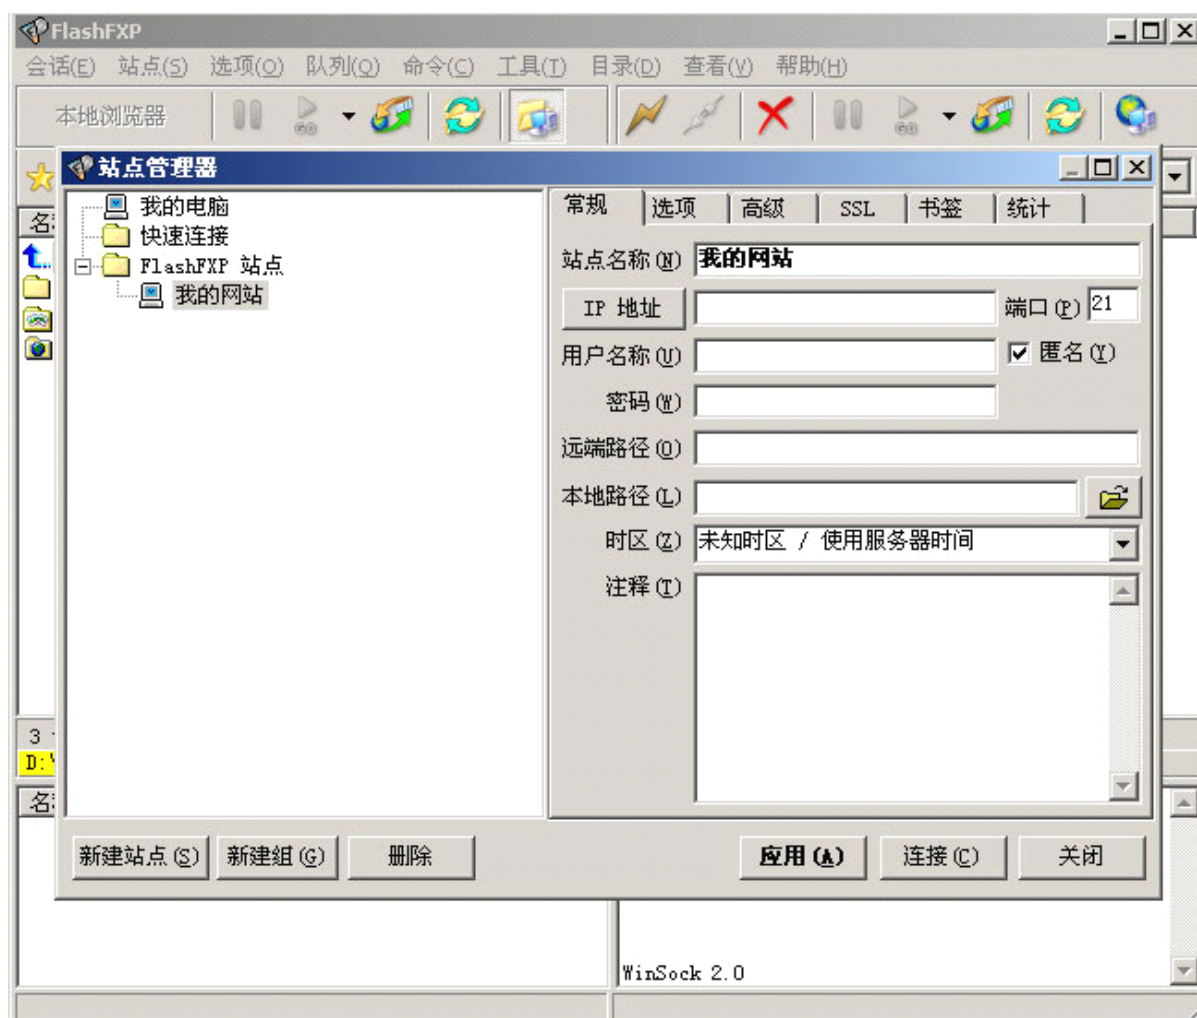 FlashFXP
会话(E) 站点(S) 选项(O) 队列(Q) 命令(C) 工具(T) 目录(D) 查看(V) 帮助(H)
本地浏览器
站点管理器
我的电脑
快速连接
FlashFXP 站点
我的网站
常规 选项 高级 SSL 书签 统计
站点名称(N) 我的网站
IP 地址 端口(P) 21
用户名称(U) 匿名(Y)
密码(W)
远端路径(O)
本地路径(L)
时区(Z) 未知时区 / 使用服务器时间
注释(T)
名
3
D:\
名
新建站点(S) 新建组(G) 删除 应用(A) 连接(C) 关闭
WinSock 2.0